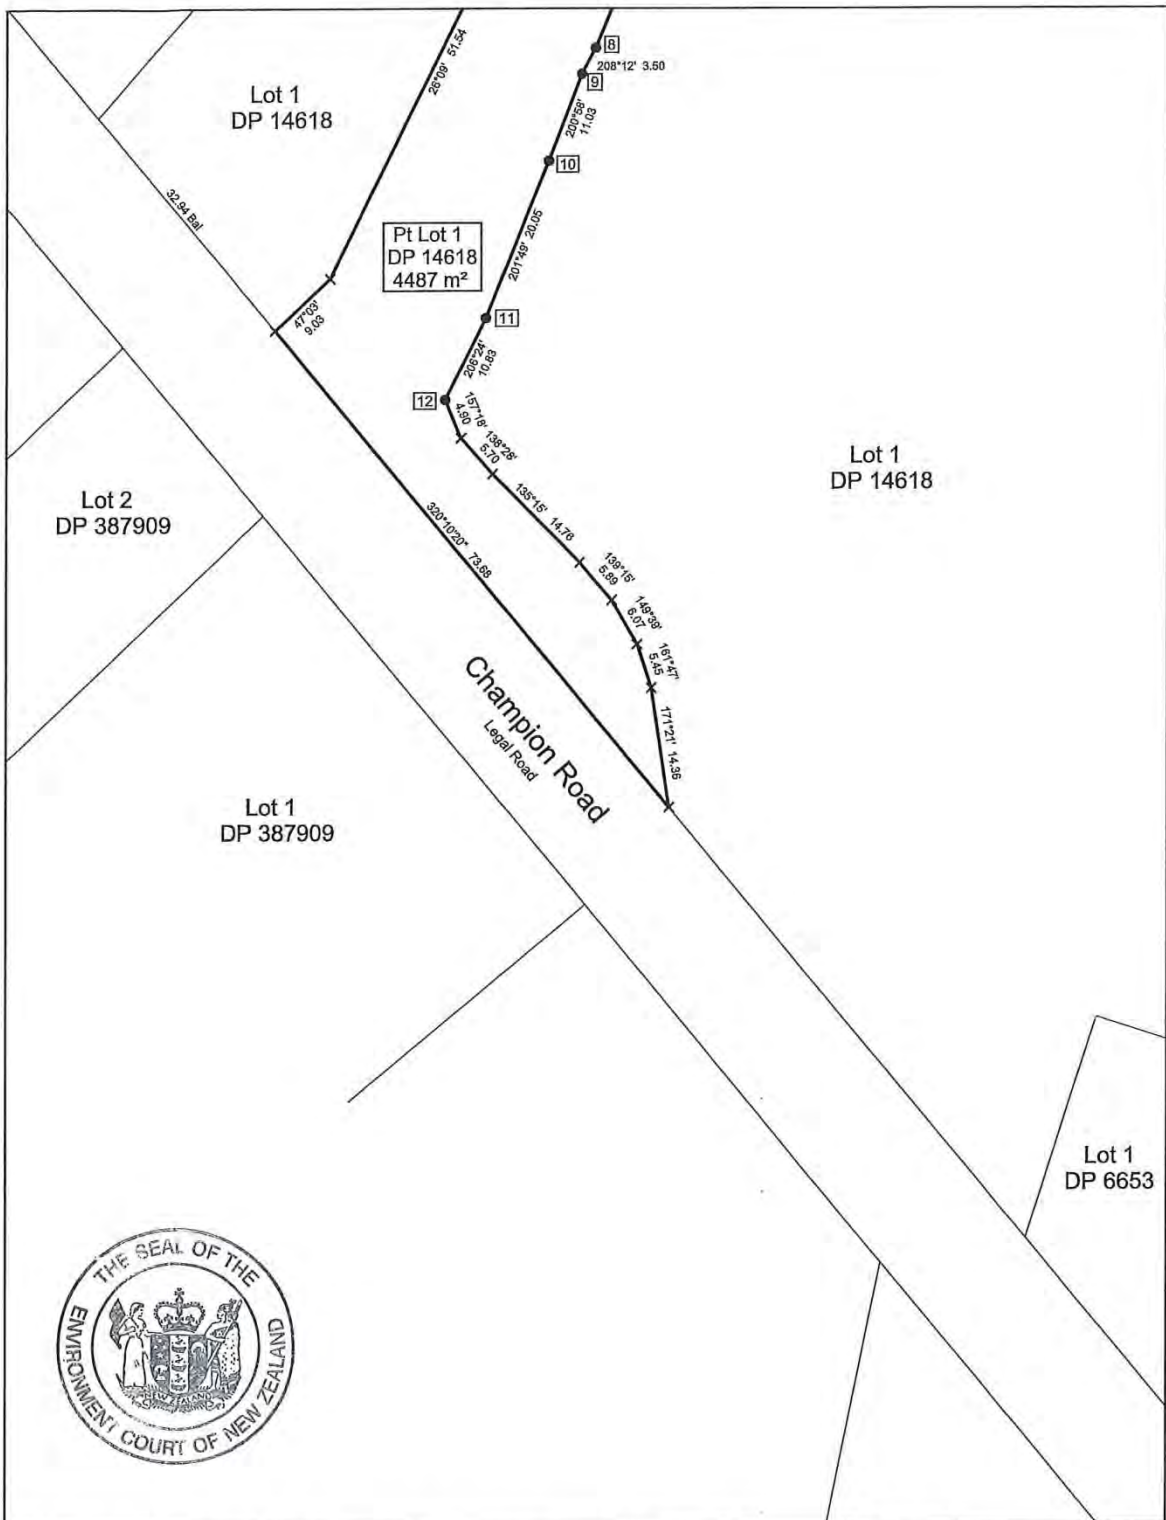 26°09' 51.54
8
208°12' 3.50
9
200°58'
11.03
10
Lot 1
DP 14618
32.94 Bal
Pt Lot 1
DP 14618
4487 m²
201°49' 20.05
11
47°03'
9.03
206°24'
10.83
12
157°18'
4.90
138°26'
5.70
135°15' 14.76
139°15'
5.89
149°39'
6.07
161°47'
5.45
171°21' 14.36
320°10'20" 73.68
Lot 1
DP 14618
Lot 2
DP 387909
Champion Road
Legal Road
Lot 1
DP 387909
Lot 1
DP 6653
THE SEAL OF THE
ENVIRONMENT COURT OF NEW ZEALAND
NEW ZEALAND